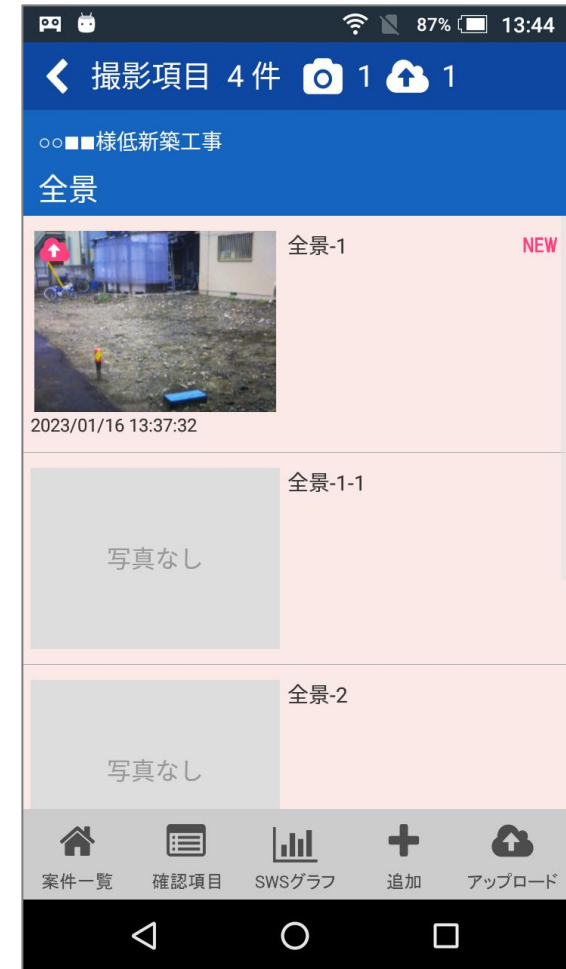 87% 13:44
撮影項目 4件 1 1
○○■■様低新築工事
全景
全景-1 NEW
2023/01/16 13:37:32
全景-1-1
写真なし
全景-2
写真なし
案件一覧 確認項目 SWSグラフ 追加 アップロード